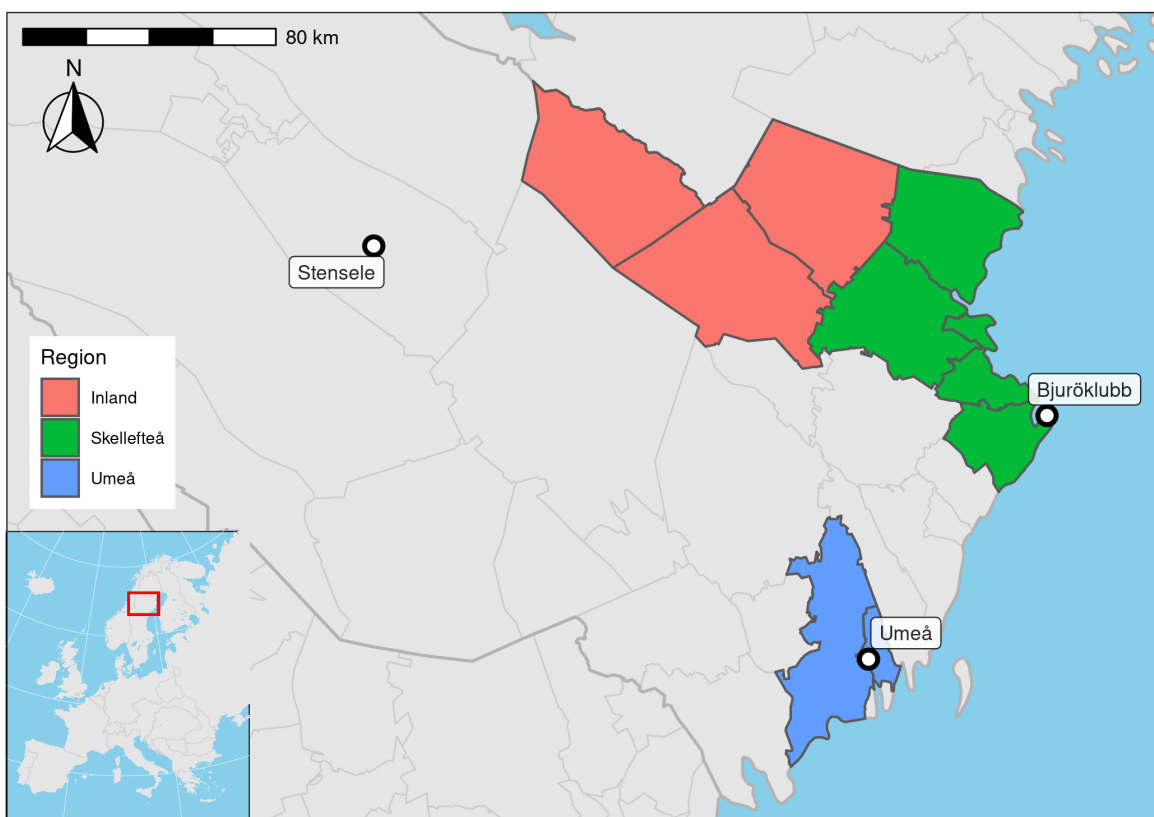 80 km
N
Stensele
Region
Inland
Skellefteå
Umeå
Bjuröklubb
Umeå